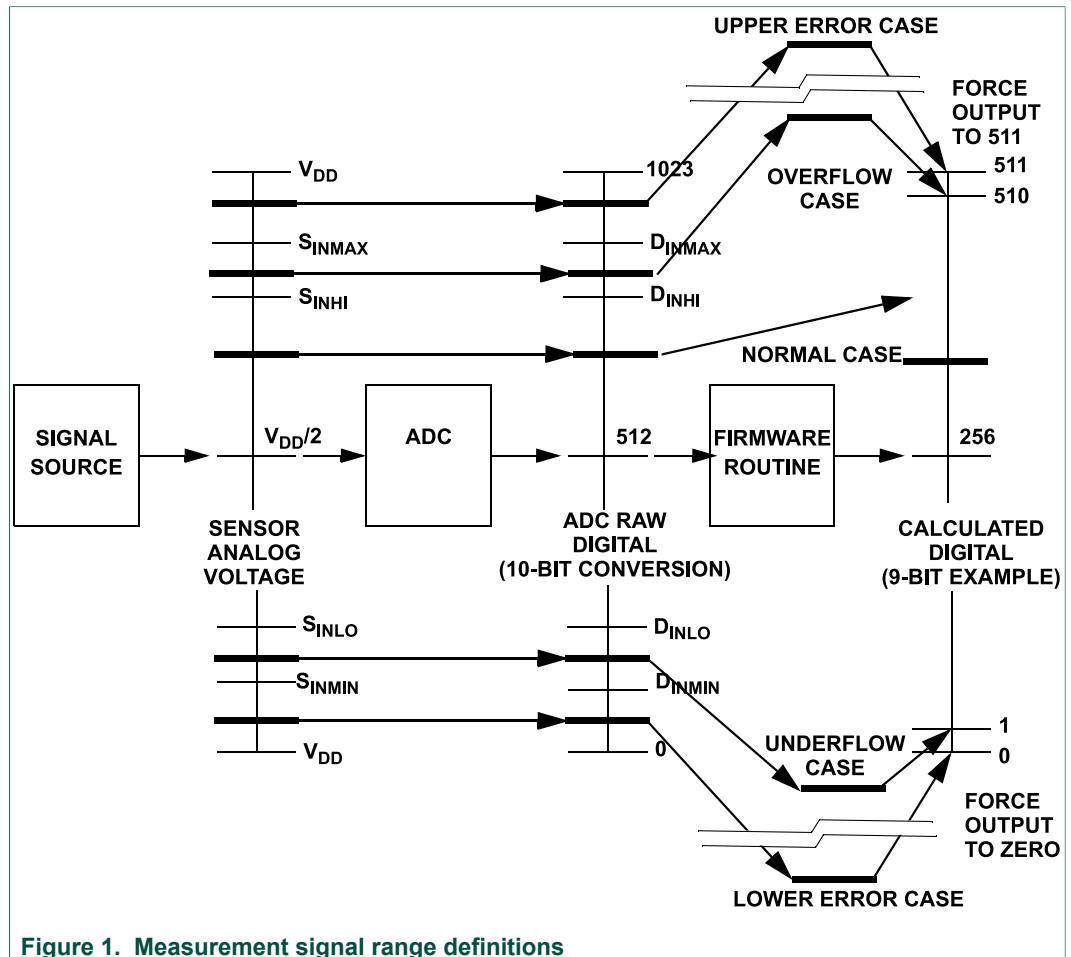 UPPER ERROR CASE
FORCE
OUTPUT
TO 511
VDD
1023
511
OVERFLOW
CASE
510
SINMAX
DINMAX
SINHI
DINHI
NORMAL CASE
SIGNAL
SOURCE
VDD/2
ADC
512
FIRMWARE
ROUTINE
256
SENSOR
ANALOG
VOLTAGE
ADC RAW
DIGITAL
(10-BIT CONVERSION)
CALCULATED
DIGITAL
(9-BIT EXAMPLE)
SINLO
DINLO
SINMIN
DINMIN
VDD
0
UNDERFLOW
CASE
1
0
FORCE
OUTPUT
TO ZERO
LOWER ERROR CASE
Figure 1. Measurement signal range definitions